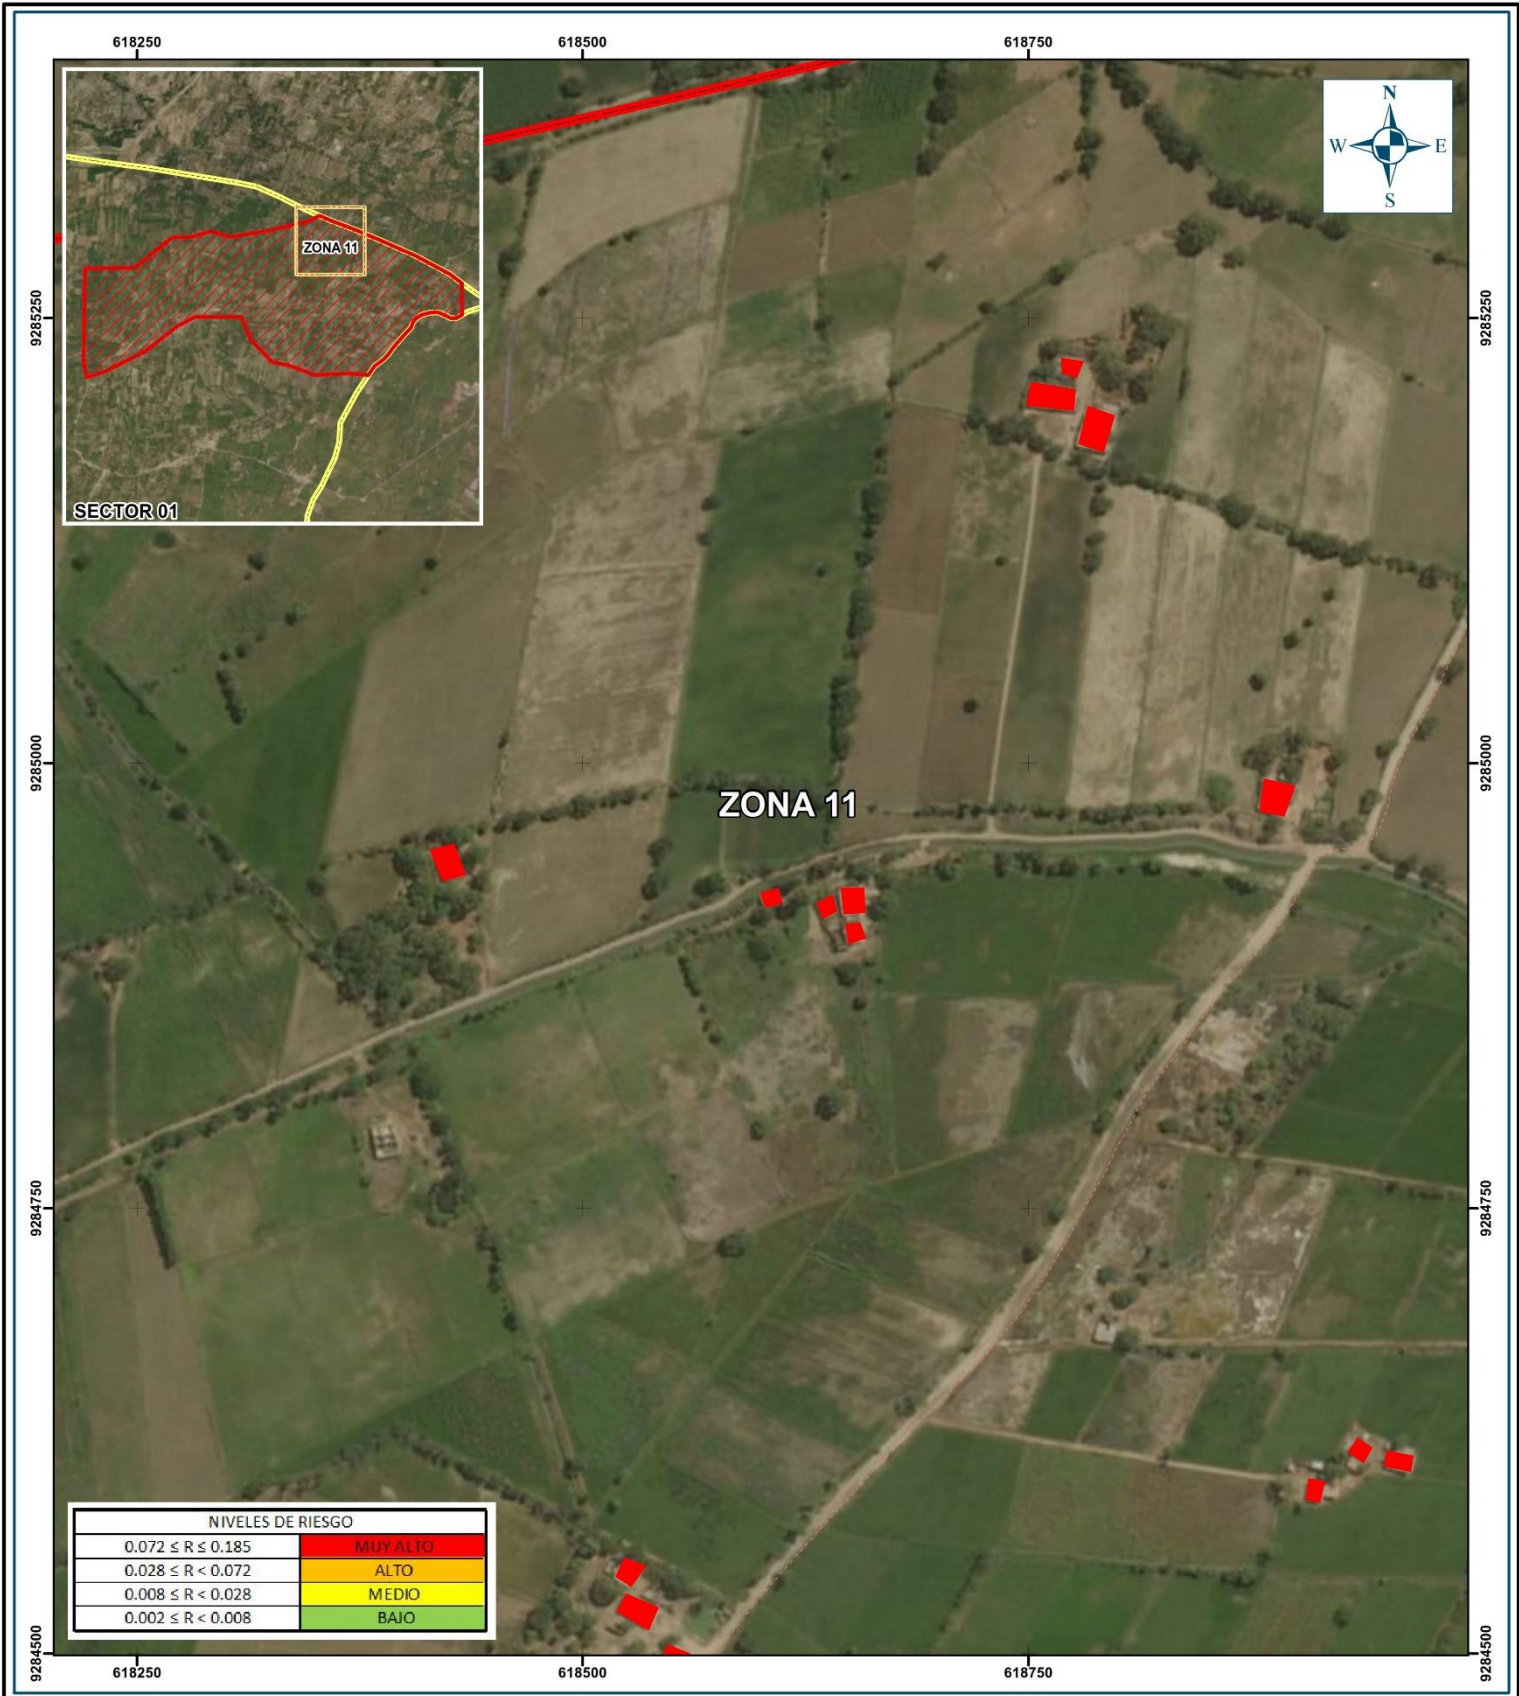 618250 618500 618750
N
W E
S
ZONA 11
SECTOR 01
9285250 9285250
9285000 9285000
ZONA 11
9284750 9284750
NIVELES DE RIESGO
0.072 ≤ R ≤ 0.185 MUY ALTO
0.028 ≤ R < 0.072 ALTO
0.008 ≤ R < 0.028 MEDIO
0.002 ≤ R < 0.008 BAJO
9284500 9284500
618250 618500 618750